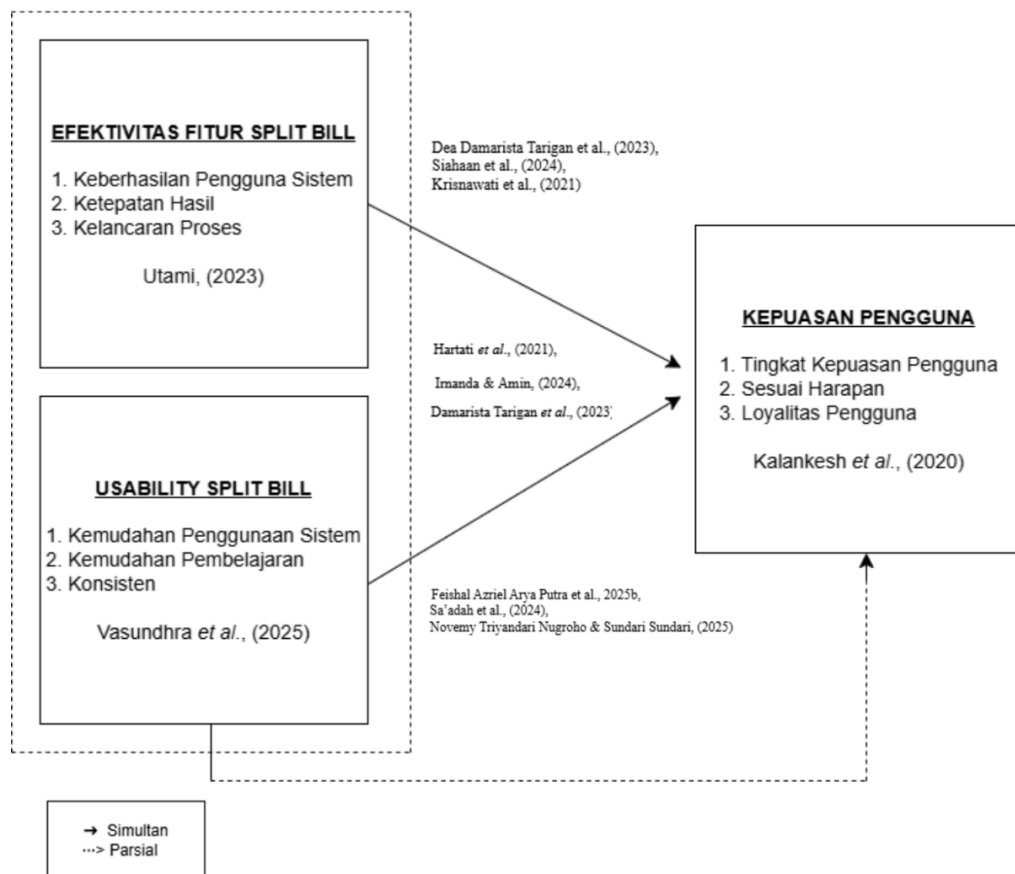 EFEKTIVITAS FITUR SPLIT BILL
1. Keberhasilan Pengguna Sistem
2. Ketepatan Hasil
3. Kelancaran Proses
Utami, (2023)
Dea Damarista Tarigan et al., (2023),
Siahaan et al., (2024),
Krisnawati et al., (2021)
KEPUASAN PENGGUNA
1. Tingkat Kepuasan Pengguna
2. Sesuai Harapan
3. Loyalitas Pengguna
Kalankesh et al., (2020)
Hartati et al., (2021),
Irnanda & Amin, (2024),
Damarista Tarigan et al., (2023)
USABILITY SPLIT BILL
1. Kemudahan Penggunaan Sistem
2. Kemudahan Pembelajaran
3. Konsisten
Vasundhra et al., (2025)
Feishal Azriel Arya Putra et al., 2025b,
Sa'adah et al., (2024),
Novemy Triyandari Nugroho & Sundari Sundari, (2025)
→ Simultan
···> Parsial